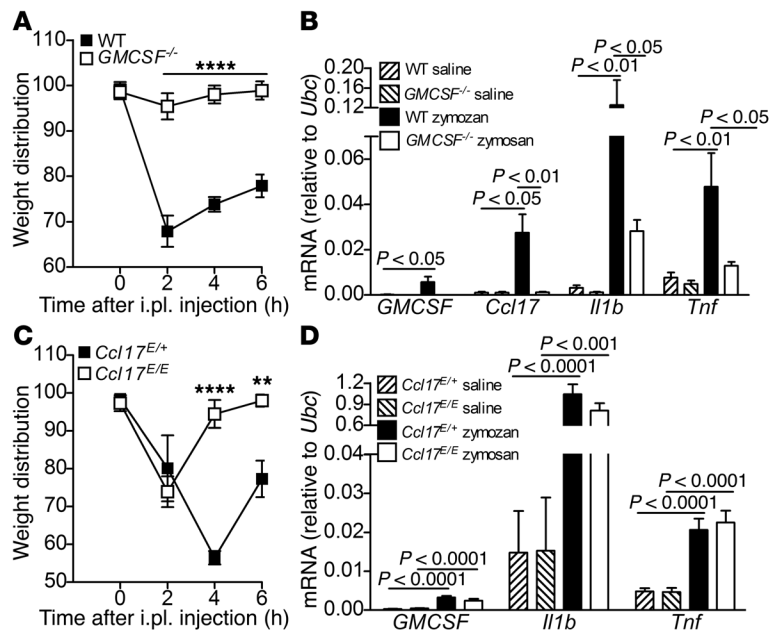 A
WT
GMCSF-/-
****
Weight distribution
110
100
90
80
70
60
0 2 4 6
Time after i.pl. injection (h)
B
WT saline
GMCSF-/- saline
WT zymozan
GMCSF-/- zymosan
mRNA (relative to Ubc)
0.20
0.16
0.12
0.06
0.04
0.02
0.00
P < 0.05
P < 0.01
P < 0.05
P < 0.05
P < 0.01
P < 0.05
P < 0.01
GMCSF Ccl17 Il1b Tnf
C
Ccl17E/+
Ccl17E/E
**** **
Weight distribution
110
100
90
80
70
60
50
0 2 4 6
Time after i.pl. injection (h)
D
Ccl17E/+ saline
Ccl17E/E saline
Ccl17E/+ zymozan
Ccl17E/E zymosan
mRNA (relative to Ubc)
1.2
0.9
0.6
0.04
0.03
0.02
0.01
0.00
P < 0.0001
P < 0.0001
P < 0.001
P < 0.0001
P < 0.0001
P < 0.0001
GMCSF Il1b Tnf